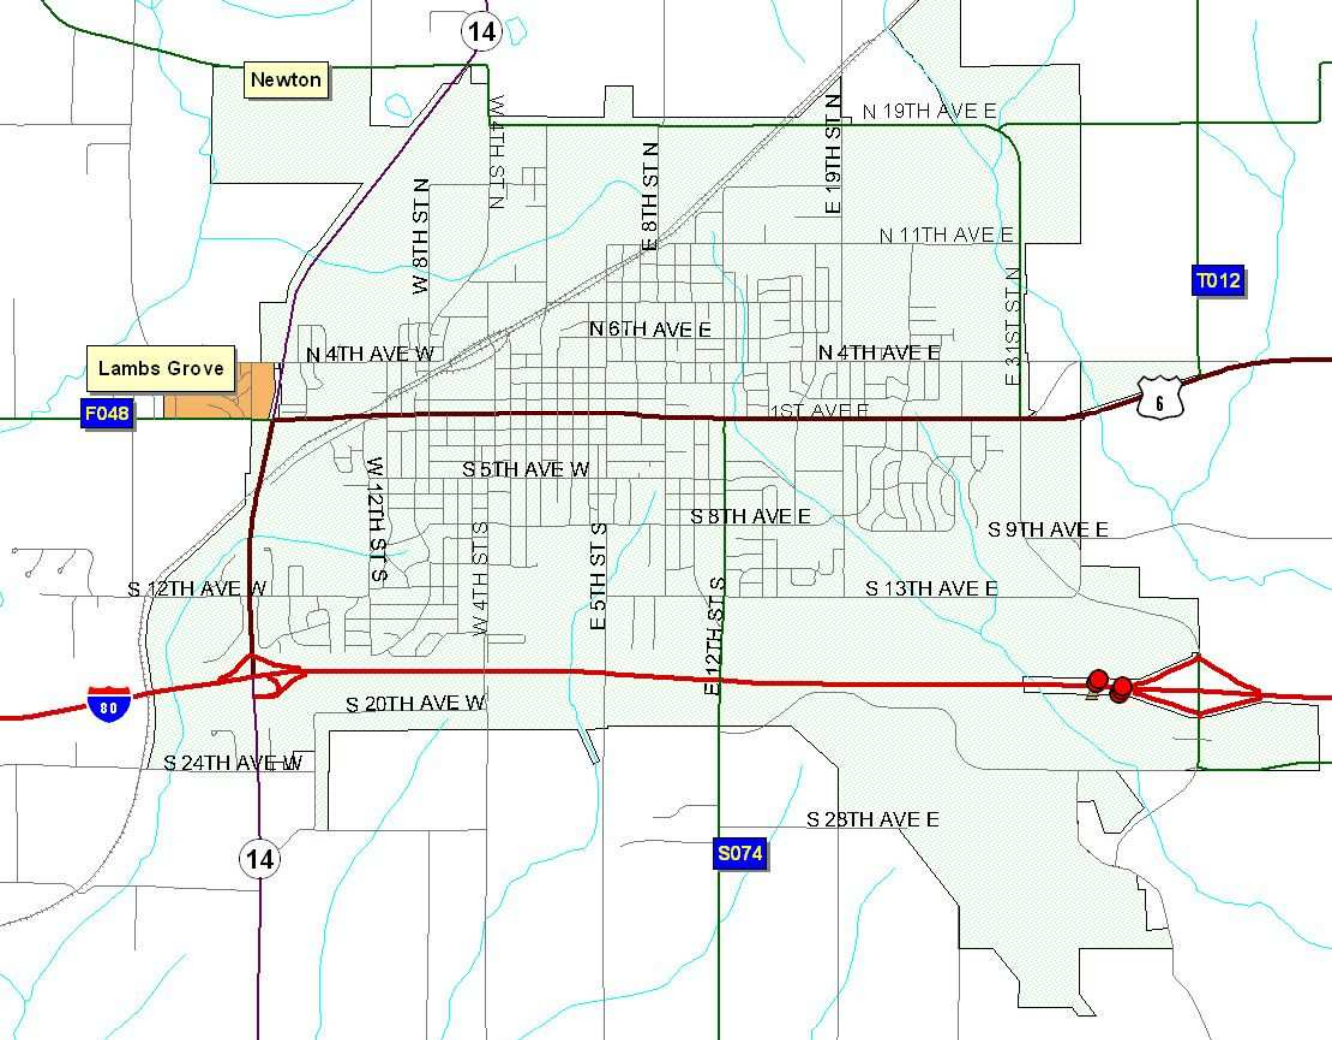 14
Newton
N 19TH AVE E
W 4TH ST N
E 19TH ST N
E 8TH ST N
W 8TH ST N
N 11TH AVE E
T012
E 31ST ST N
N 6TH AVE E
N 4TH AVE W
N 4TH AVE E
Lambs Grove
6
F048
1ST AVE E
S 5TH AVE W
W 12TH ST S
S 8TH AVE E
S 9TH AVE E
W 4TH ST S
E 5TH ST S
S 12TH AVE W
S 13TH AVE E
E 12TH ST S
80
S 20TH AVE W
S 24TH AVE W
S 28TH AVE E
14
S074